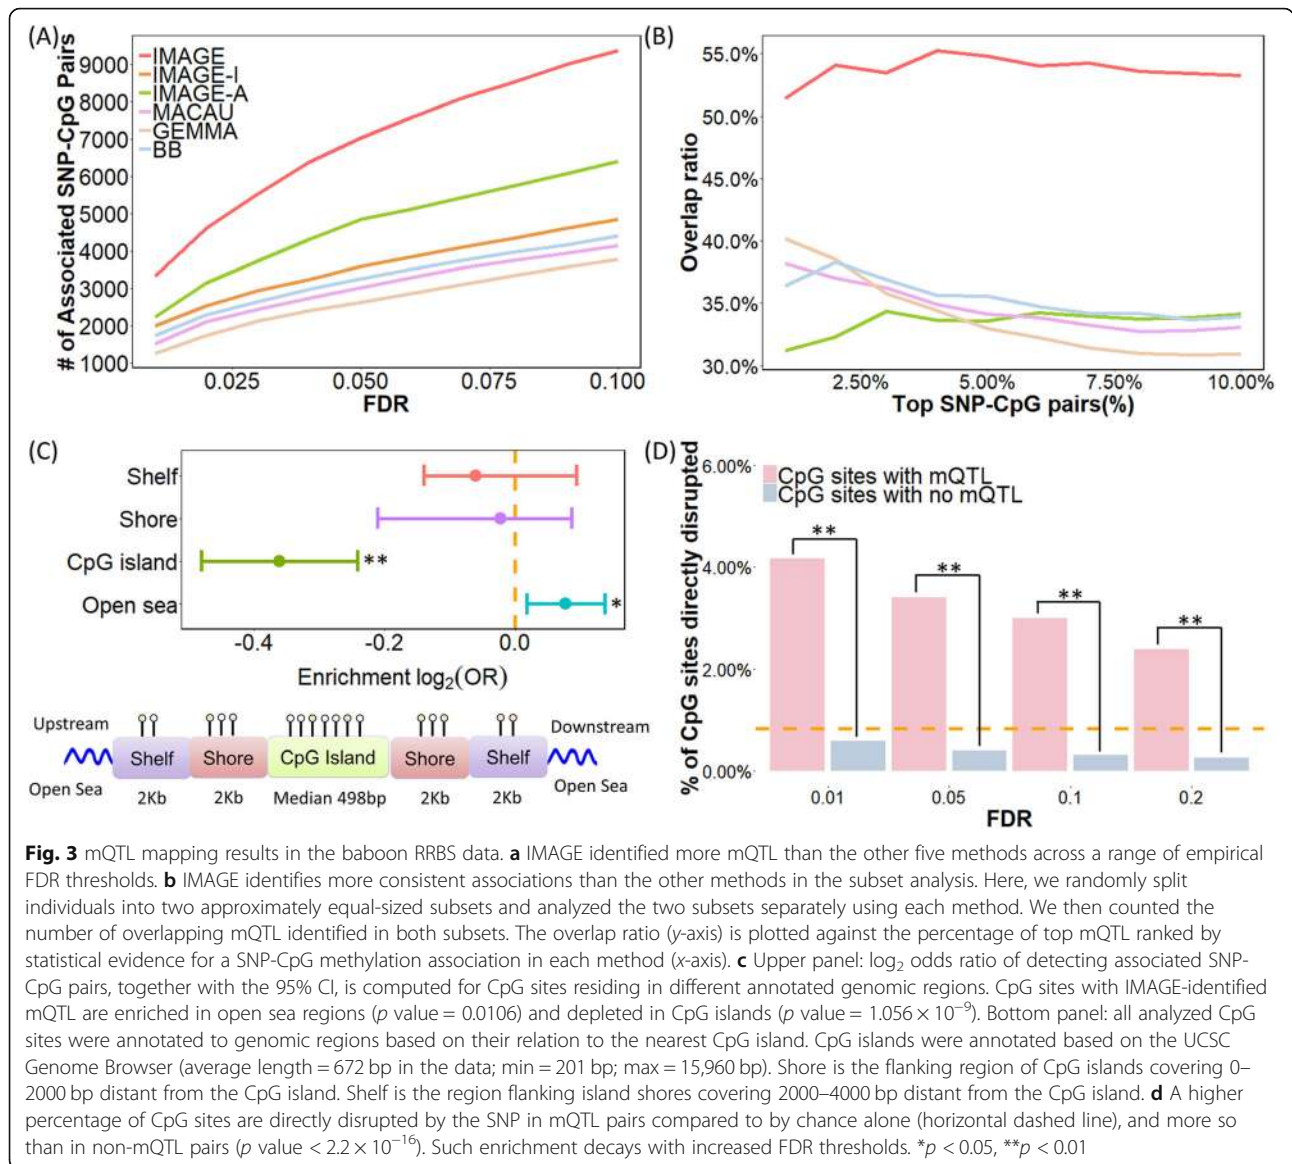 (A)
# of Associated SNP-CpG Pairs
9000
8000
7000
6000
5000
4000
3000
2000
1000
IMAGE
IMAGE-I
IMAGE-A
MACAU
GEMMA
BB
0.025
0.050
0.075
0.100
FDR
(B)
Overlap ratio
55.0%
50.0%
45.0%
40.0%
35.0%
30.0%
2.50%
5.00%
7.50%
10.00%
Top SNP-CpG pairs(%)
(C)
Shelf
Shore
CpG island
**
Open sea
*
-0.4
-0.2
0.0
Enrichment log₂(OR)
Upstream
Downstream
Shelf
Shore
CpG Island
Shore
Shelf
Open Sea
2Kb
2Kb
Median 498bp
2Kb
2Kb
Open Sea
(D)
% of CpG sites directly disrupted
6.00%
4.00%
2.00%
0.00%
CpG sites with mQTL
CpG sites with no mQTL
**
**
**
**
0.01
0.05
0.1
0.2
FDR
Fig. 3 mQTL mapping results in the baboon RRBS data. a IMAGE identified more mQTL than the other five methods across a range of empirical
FDR thresholds. b IMAGE identifies more consistent associations than the other methods in the subset analysis. Here, we randomly split
individuals into two approximately equal-sized subsets and analyzed the two subsets separately using each method. We then counted the
number of overlapping mQTL identified in both subsets. The overlap ratio (y-axis) is plotted against the percentage of top mQTL ranked by
statistical evidence for a SNP-CpG methylation association in each method (x-axis). c Upper panel: log₂ odds ratio of detecting associated SNP-
CpG pairs, together with the 95% CI, is computed for CpG sites residing in different annotated genomic regions. CpG sites with IMAGE-identified
mQTL are enriched in open sea regions (p value = 0.0106) and depleted in CpG islands (p value = 1.056 × 10⁻⁹). Bottom panel: all analyzed CpG
sites were annotated to genomic regions based on their relation to the nearest CpG island. CpG islands were annotated based on the UCSC
Genome Browser (average length = 672 bp in the data; min = 201 bp; max = 15,960 bp). Shore is the flanking region of CpG islands covering 0–
2000 bp distant from the CpG island. Shelf is the region flanking island shores covering 2000–4000 bp distant from the CpG island. d A higher
percentage of CpG sites are directly disrupted by the SNP in mQTL pairs compared to by chance alone (horizontal dashed line), and more so
than in non-mQTL pairs (p value < 2.2 × 10⁻¹⁶). Such enrichment decays with increased FDR thresholds. *p < 0.05, **p < 0.01